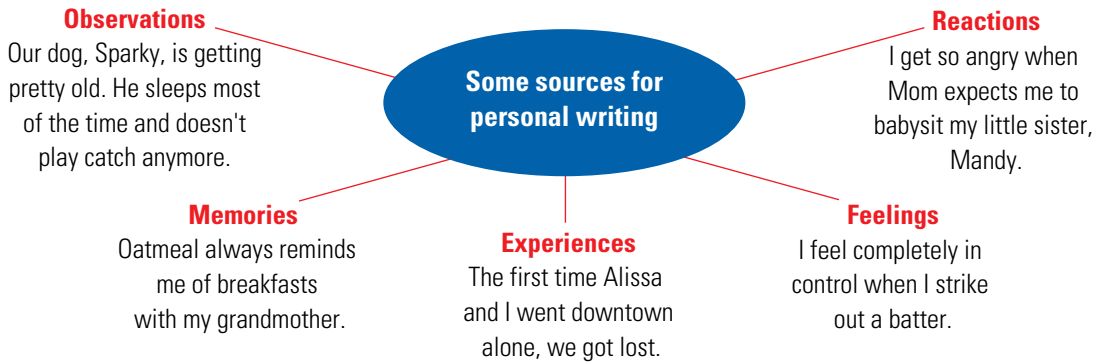 Observations
Our dog, Sparky, is getting
pretty old. He sleeps most
of the time and doesn't
play catch anymore.
Some sources for
personal writing
Reactions
I get so angry when
Mom expects me to
babysit my little sister,
Mandy.
Memories
Oatmeal always reminds
me of breakfasts
with my grandmother.
Experiences
The first time Alissa
and I went downtown
alone, we got lost.
Feelings
I feel completely in
control when I strike
out a batter.